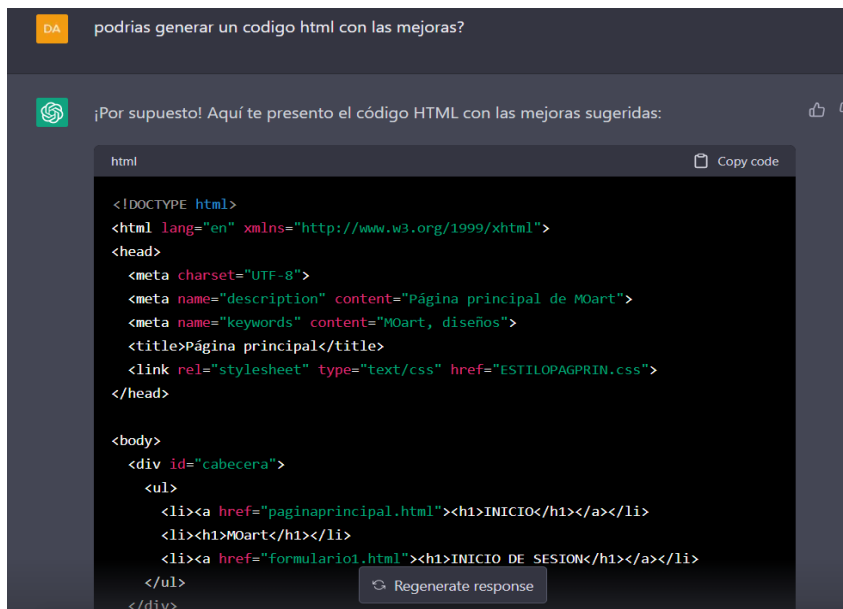 DA
podrias generar un codigo html con las mejoras?
¡Por supuesto! Aquí te presento el código HTML con las mejoras sugeridas:
html
Copy code
<!DOCTYPE html>
<html lang="en" xmlns="http://www.w3.org/1999/xhtml">
<head>
  <meta charset="UTF-8">
  <meta name="description" content="Página principal de MOart">
  <meta name="keywords" content="MOart, diseños">
  <title>Página principal</title>
  <link rel="stylesheet" type="text/css" href="ESTILOPAGPRIN.css">
</head>
<body>
  <div id="cabecera">
    <ul>
      <li><a href="paginaprincipal.html"><h1>INICIO</h1></a></li>
      <li><h1>MOart</h1></li>
      <li><a href="formulario1.html"><h1>INICIO DE SESION</h1></a></li>
    </ul>
Regenerate response
  </div>